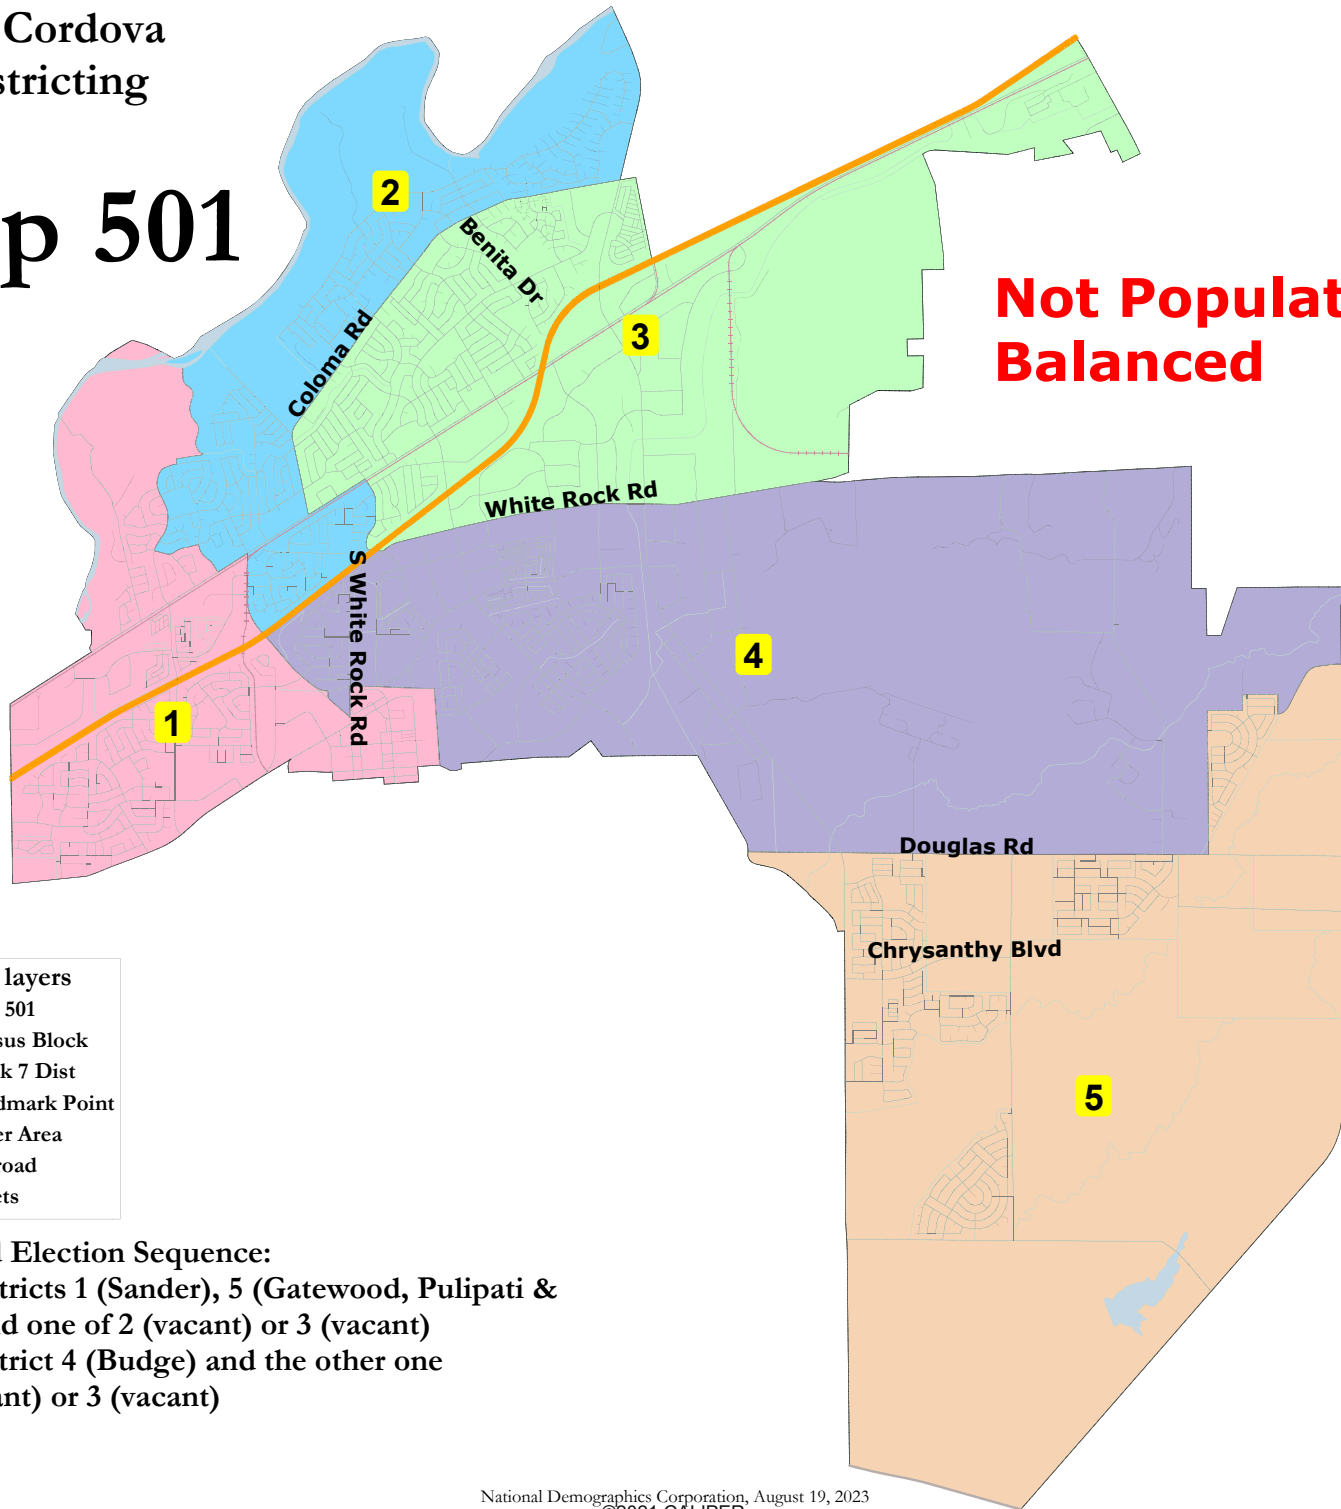 Cordova
stricting
p 501
2
Benita Dr
Coloma Rd
3
Not Populat
Balanced
White Rock Rd
S White Rock Rd
4
1
Douglas Rd
Chrysanthy Blvd
5
layers
501
sus Block
k 7 Dist
dmark Point
er Area
road
ets
d Election Sequence:
tricts 1 (Sander), 5 (Gatewood, Pulipati &
d one of 2 (vacant) or 3 (vacant)
trict 4 (Budge) and the other one
ant) or 3 (vacant)
National Demographics Corporation, August 19, 2023
©2021 CALIPER